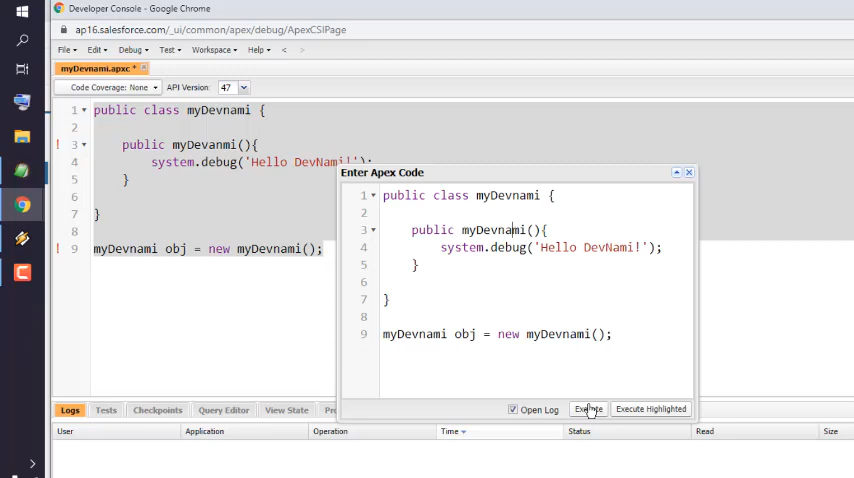 Developer Console - Google Chrome
ap16.salesforce.com/_ui/common/apex/debug/ApexCSIPage
File Edit Debug Test Workspace Help < >
myDevnami.apxc *
Code Coverage: None API Version: 47
1 public class myDevnami {
2
! 3 public myDevanmi(){
4 system.debug('Hello DevNami!');
5 }
6
7 }
8
! 9 myDevnami obj = new myDevnami();
Enter Apex Code
1 public class myDevnami {
2
3 public myDevnami(){
4 system.debug('Hello DevNami!');
5 }
6
7 }
8
9 myDevnami obj = new myDevnami();
Open Log Execute Execute Highlighted
Logs Tests Checkpoints Query Editor View State
User Application Operation Time Status Read Size